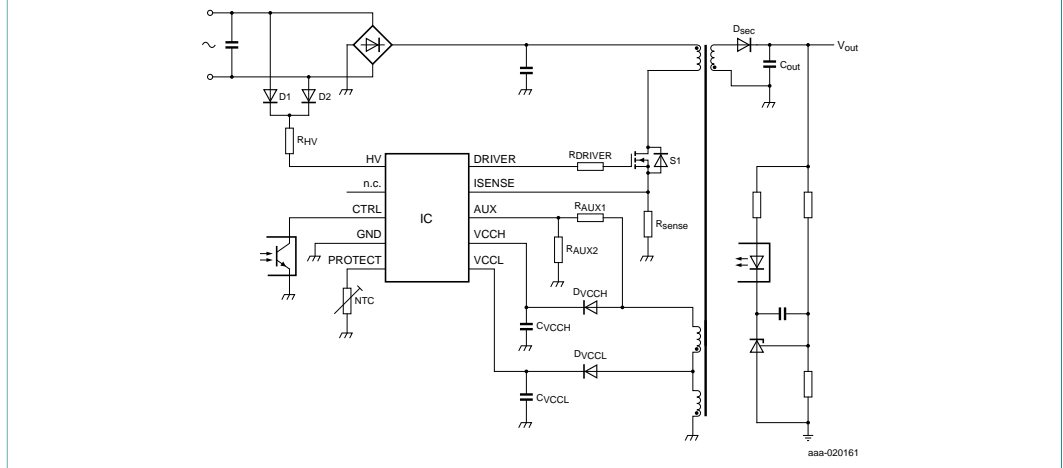 Dsec
Vout
Cout
D1
D2
RHV
HV
n.c.
CTRL
GND
PROTECT
IC
DRIVER
ISENSE
AUX
VCCH
VCCL
RDRIVER
S1
RAUX1
Rsense
RAUX2
NTC
DVCCH
CVCCH
DVCCL
CVCCL
aaa-020161